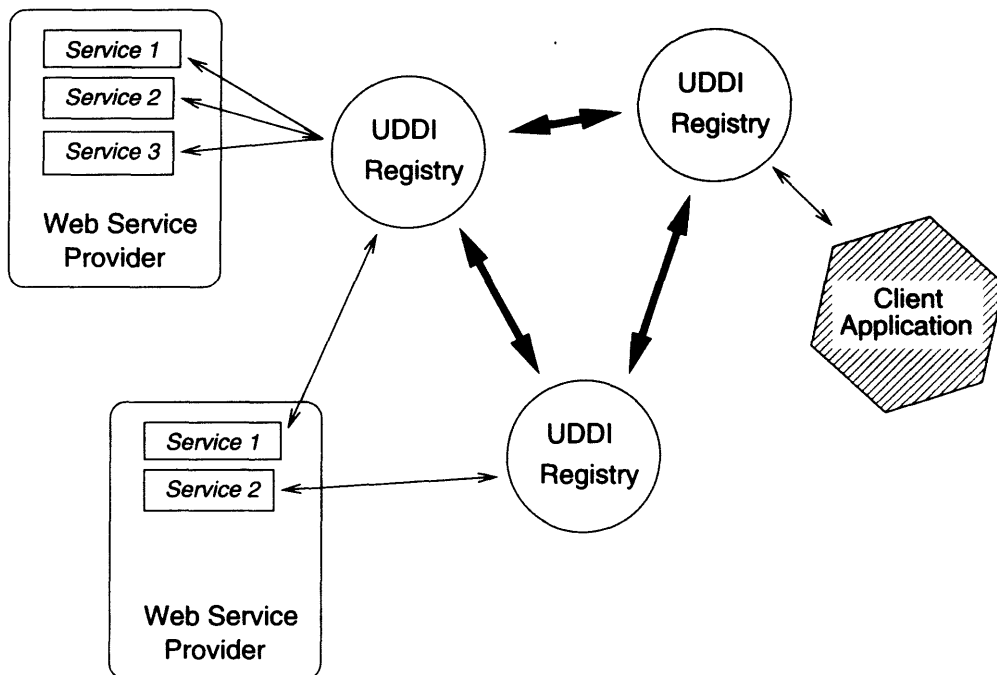 Service 1
Service 2
Service 3
Web Service
Provider
UDDI
Registry
UDDI
Registry
Client
Application
UDDI
Registry
Service 1
Service 2
Web Service
Provider